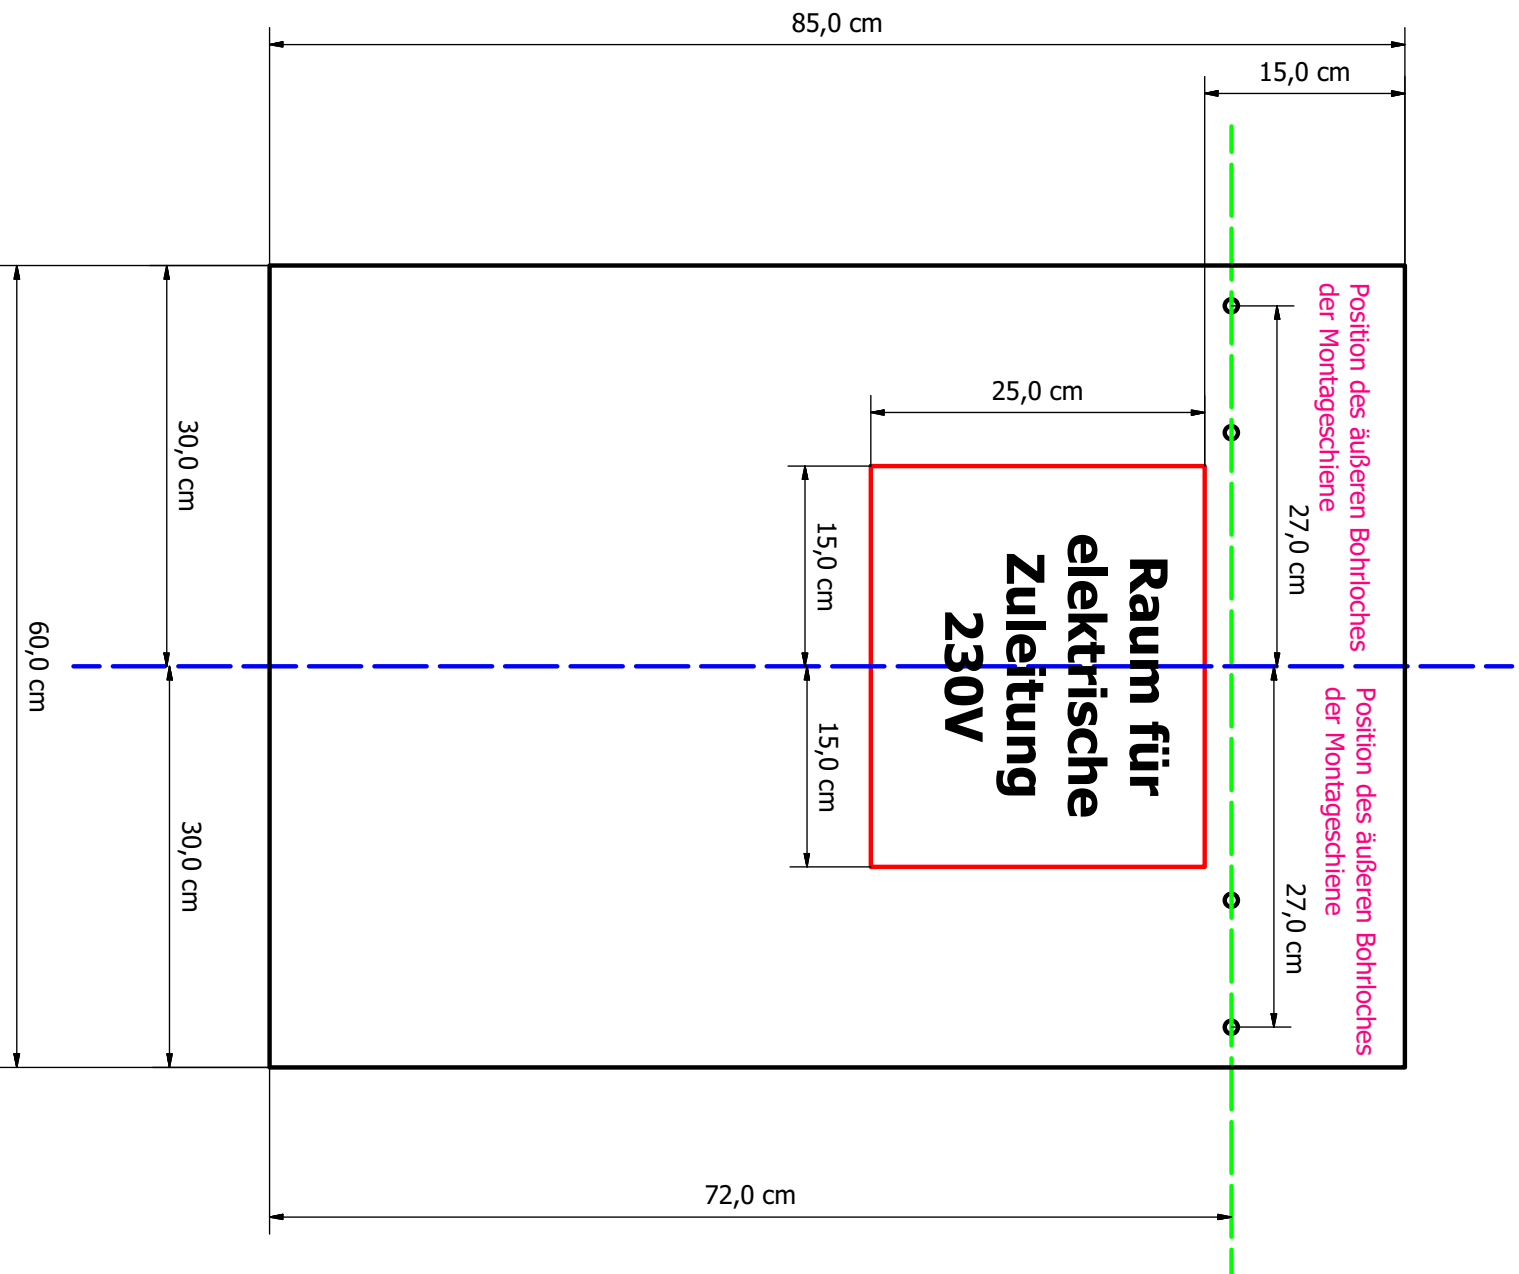 85,0 cm
15,0 cm
Position des äußeren Bohrloches
der Montageschiene
Position des äußeren Bohrloches
der Montageschiene
27,0 cm
27,0 cm
25,0 cm
Raum für
elektrische
Zuleitung
230V
15,0 cm
15,0 cm
30,0 cm
30,0 cm
60,0 cm
72,0 cm